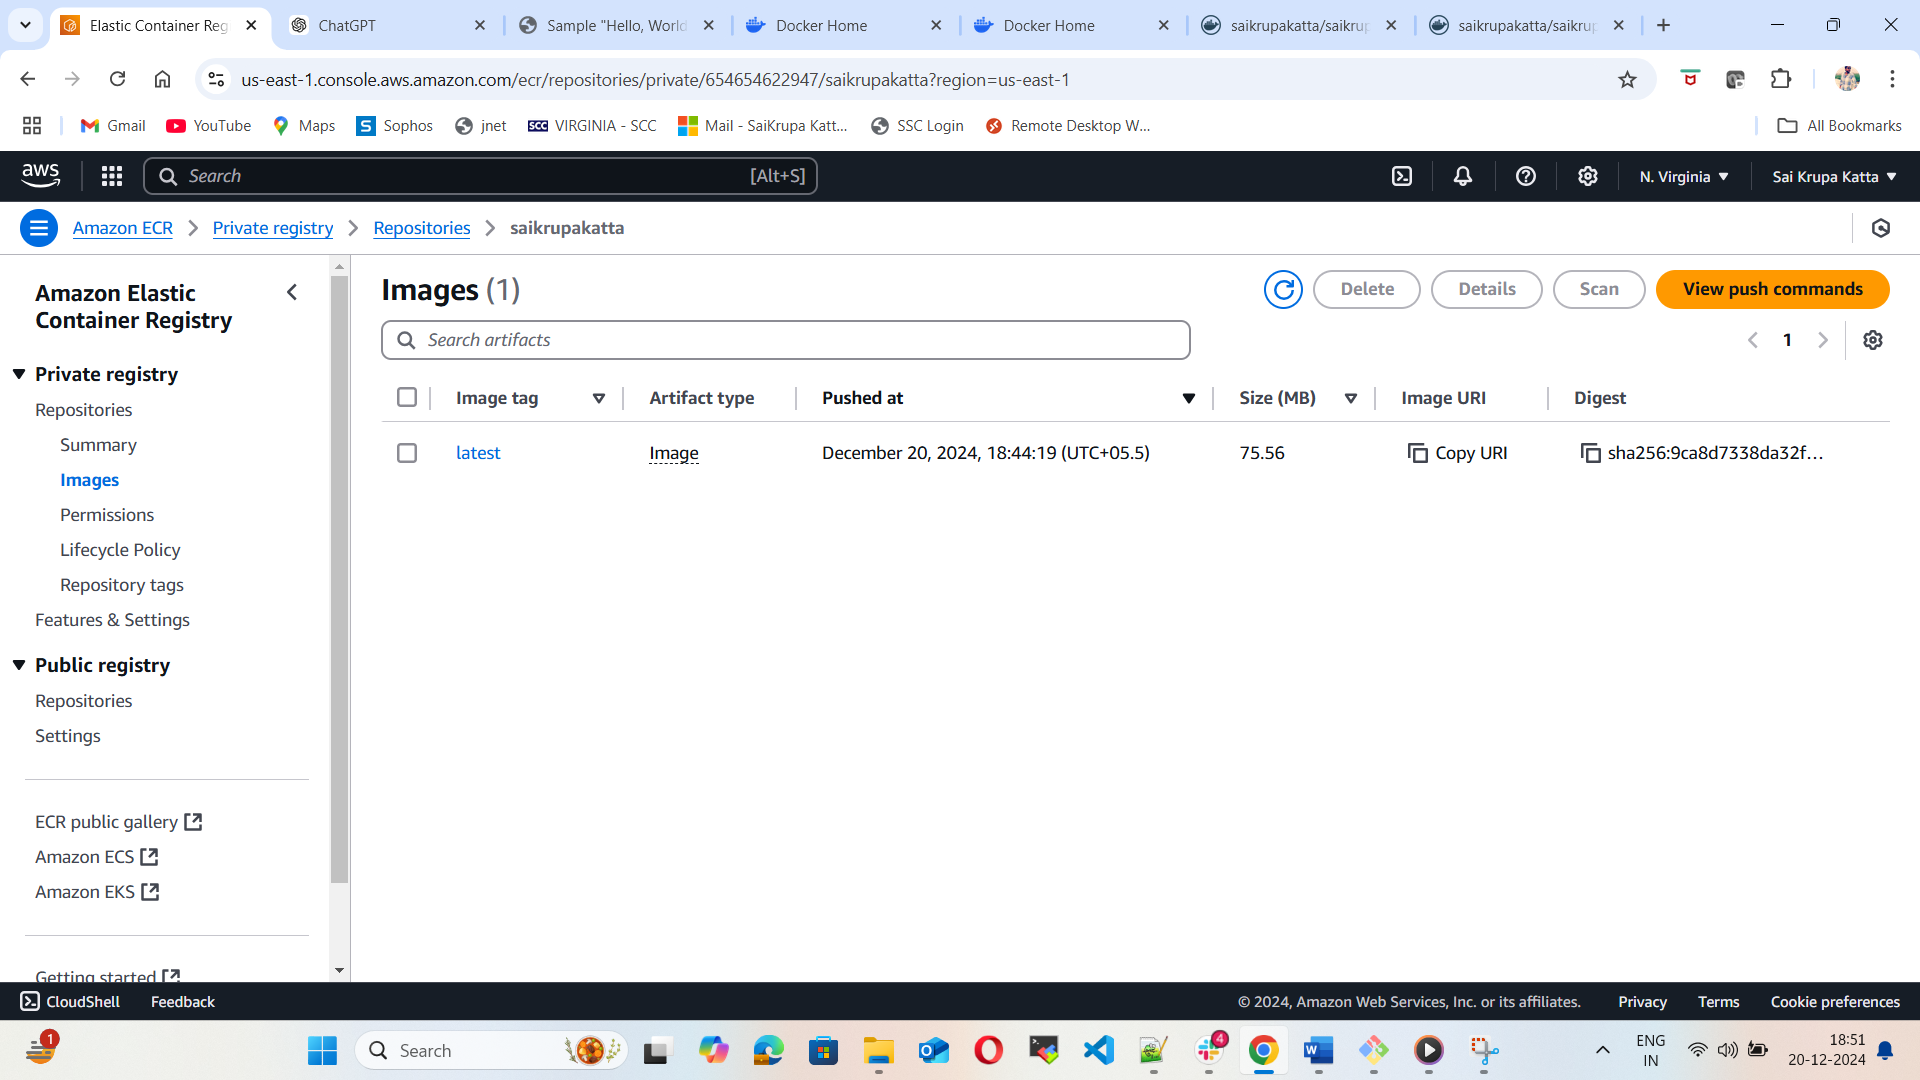 Elastic Container Reg
ChatGPT
Sample "Hello, World
Docker Home
Docker Home
saikrupakatta/saikrup
saikrupakatta/saikrup
us-east-1.console.aws.amazon.com/ecr/repositories/private/654654622947/saikrupakatta?region=us-east-1
Gmail
YouTube
Maps
Sophos
jnet
SCC VIRGINIA - SCC
Mail - SaiKrupa Katt...
SSC Login
Remote Desktop W...
All Bookmarks
aws
Search
[Alt+S]
N. Virginia
Sai Krupa Katta
Amazon ECR
Private registry
Repositories
saikrupakatta
Amazon Elastic
Container Registry
Private registry
Repositories
Summary
Images
Permissions
Lifecycle Policy
Repository tags
Features & Settings
Public registry
Repositories
Settings
ECR public gallery
Amazon ECS
Amazon EKS
Getting started
Images (1)
Delete
Details
Scan
View push commands
Search artifacts
1
Image tag
Artifact type
Pushed at
Size (MB)
Image URI
Digest
latest
Image
December 20, 2024, 18:44:19 (UTC+05.5)
75.56
Copy URI
sha256:9ca8d7338da32f...
CloudShell
Feedback
© 2024, Amazon Web Services, Inc. or its affiliates.
Privacy
Terms
Cookie preferences
1
Search
4
ENG
IN
18:51
20-12-2024